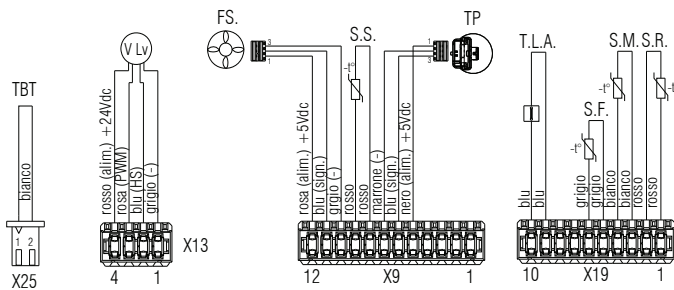 TBT
bianco
1 2
X25
V Lv
rosso (alim.) +24Vdc
rosa (PWM)
blu (HS)
grigio (-)
X13
4 1
FS.
3
1
S.S.
-t°
TP
1
3
rosa (alim.) +5Vdc
blu (sign.)
grigio (-)
rosso
rosso
marrone (-)
blu (sign.)
nero (alim.) +5Vdc
12 X9 1
T.L.A.
S.F.
-t°
S.M.
-t°
S.R.
-t°
blu
blu
grigio
grigio
bianco
bianco
rosso
rosso
10 X19 1